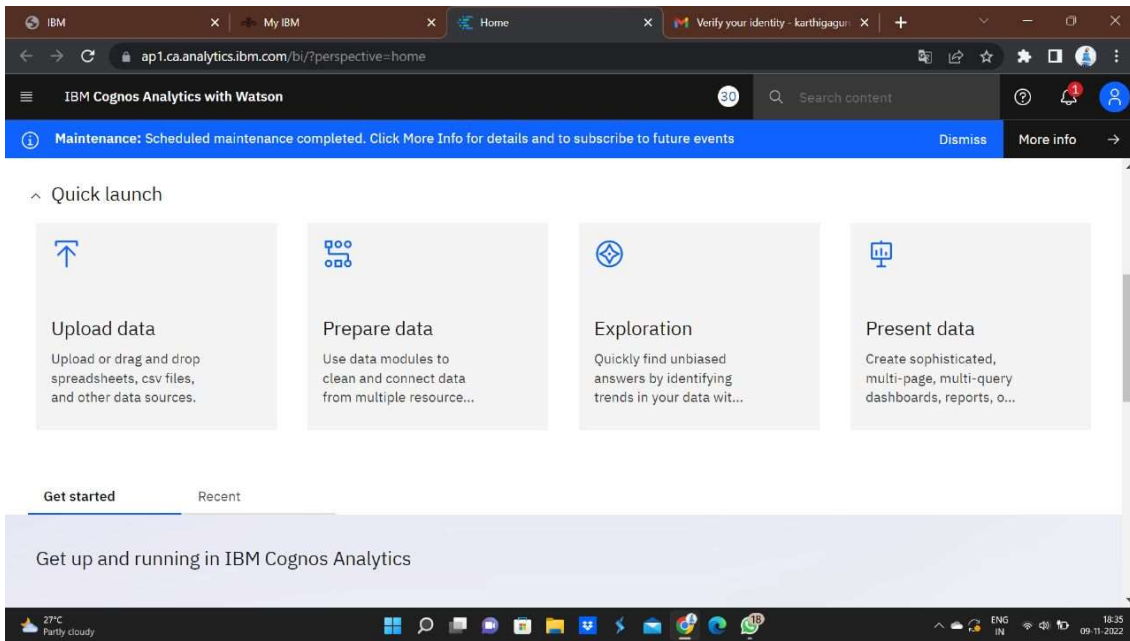 IBM
My IBM
Home
Verify your identity - karthigagun
ap1.ca.analytics.ibm.com/bi/?perspective=home
IBM Cognos Analytics with Watson
30
Search content
1
Maintenance: Scheduled maintenance completed. Click More Info for details and to subscribe to future events
Dismiss
More info
Quick launch
Upload data
Upload or drag and drop
spreadsheets, csv files,
and other data sources.
Prepare data
Use data modules to
clean and connect data
from multiple resource...
Exploration
Quickly find unbiased
answers by identifying
trends in your data wit...
Present data
Create sophisticated,
multi-page, multi-query
dashboards, reports, o...
Get started
Recent
Get up and running in IBM Cognos Analytics
27°C
Partly cloudy
18
ENG
IN
18:35
09-11-2022